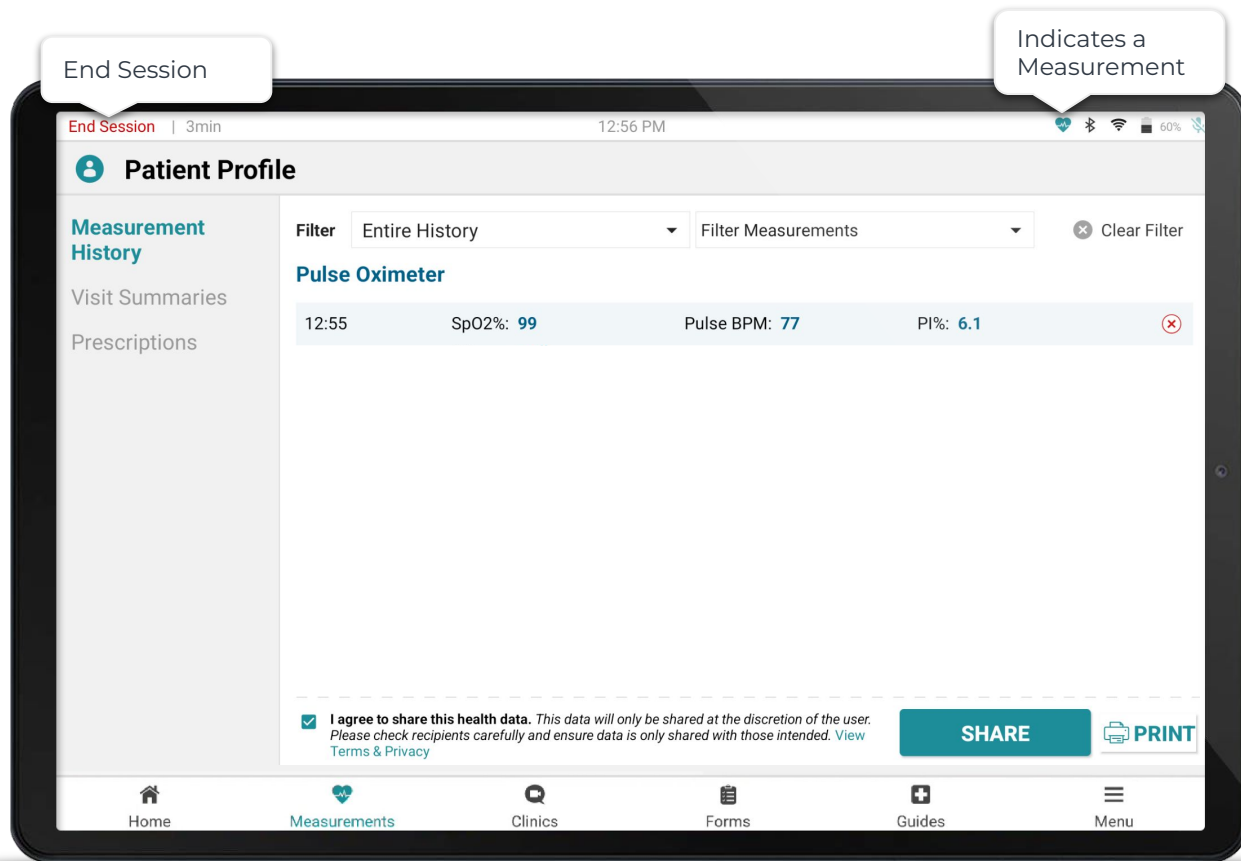 End Session
Indicates a
Measurement
End Session | 3min
12:56 PM
60%
Patient Profile
Measurement
History
Visit Summaries
Prescriptions
Filter
Entire History
Filter Measurements
Clear Filter
Pulse Oximeter
12:55
SpO2%: 99
Pulse BPM: 77
PI%: 6.1
I agree to share this health data. This data will only be shared at the discretion of the user.
Please check recipients carefully and ensure data is only shared with those intended. View
Terms & Privacy
SHARE
PRINT
Home
Measurements
Clinics
Forms
Guides
Menu